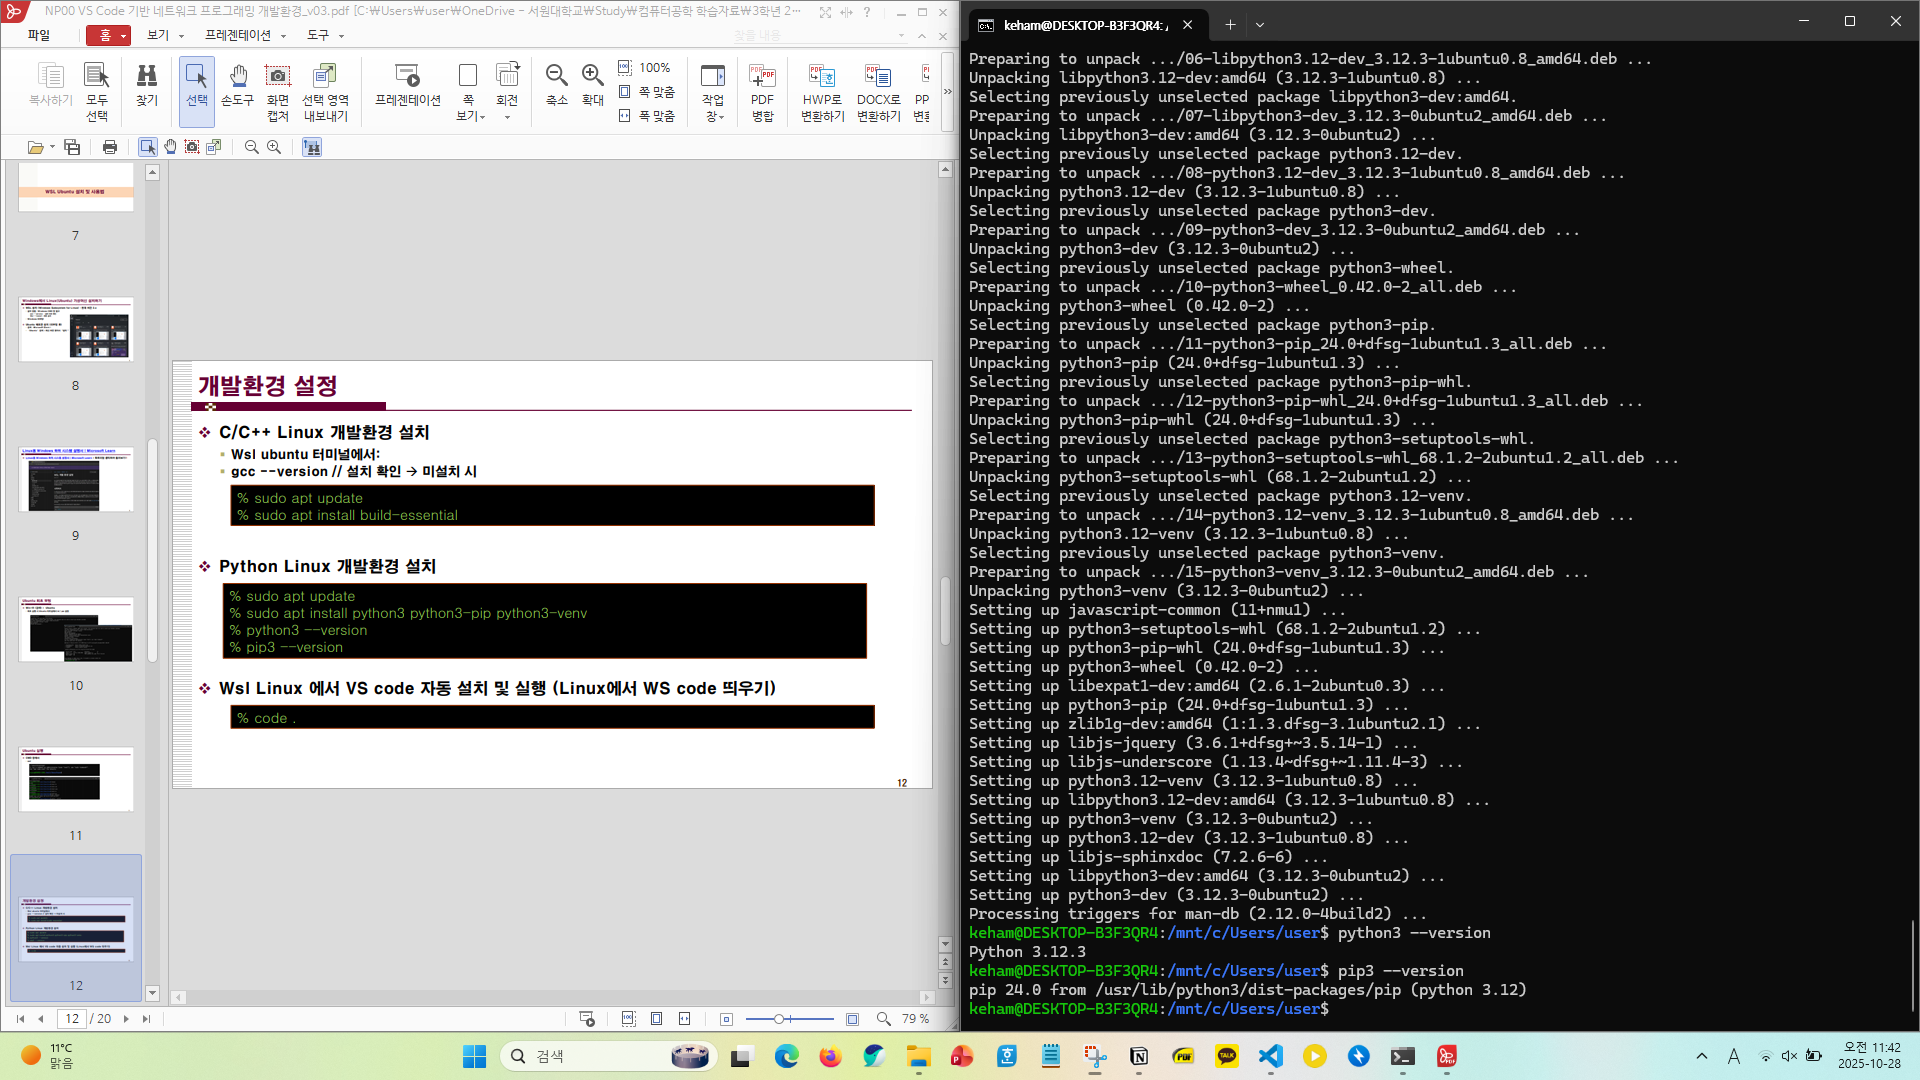 NP00 VS Code 기반 네트워크 프로그래밍 개발환경_v03.pdf [C:￦Users￦user￦OneDrive - 서원대학교￦Study￦컴퓨터공학 학습자료￦3학년 2···
파일
홈
보기
프레젠테이션
도구
찾을 내용
복사하기
모두 선택
찾기
선택
손도구
화면 캡처
선택 영역 내보내기
프레젠테이션
쪽 보기
회전
축소
확대
100%
쪽 맞춤
폭 맞춤
작업 창
PDF 병합
HWP로 변환하기
DOCX로 변환하기
WSL Ubuntu 설치 및 사용법
7
8
9
10
11
12
개발환경 설정
C/C++ Linux 개발환경 설치
Wsl ubuntu 터미널에서:
gcc --version // 설치 확인 → 미설치 시
% sudo apt update
% sudo apt install build-essential
Python Linux 개발환경 설치
% sudo apt update
% sudo apt install python3 python3-pip python3-venv
% python3 --version
% pip3 --version
Wsl Linux 에서 VS code 자동 설치 및 실행 (Linux에서 WS code 띄우기)
% code .
12
12 / 20
79 %
keham@DESKTOP-B3F3QR4: /
Preparing to unpack .../06-libpython3.12-dev_3.12.3-1ubuntu0.8_amd64.deb ...
Unpacking libpython3.12-dev:amd64 (3.12.3-1ubuntu0.8) ...
Selecting previously unselected package libpython3-dev:amd64.
Preparing to unpack .../07-libpython3-dev_3.12.3-0ubuntu2_amd64.deb ...
Unpacking libpython3-dev:amd64 (3.12.3-0ubuntu2) ...
Selecting previously unselected package python3.12-dev.
Preparing to unpack .../08-python3.12-dev_3.12.3-1ubuntu0.8_amd64.deb ...
Unpacking python3.12-dev (3.12.3-1ubuntu0.8) ...
Selecting previously unselected package python3-dev.
Preparing to unpack .../09-python3-dev_3.12.3-0ubuntu2_amd64.deb ...
Unpacking python3-dev (3.12.3-0ubuntu2) ...
Selecting previously unselected package python3-wheel.
Preparing to unpack .../10-python3-wheel_0.42.0-2_all.deb ...
Unpacking python3-wheel (0.42.0-2) ...
Selecting previously unselected package python3-pip.
Preparing to unpack .../11-python3-pip_24.0+dfsg-1ubuntu1.3_all.deb ...
Unpacking python3-pip (24.0+dfsg-1ubuntu1.3) ...
Selecting previously unselected package python3-pip-whl.
Preparing to unpack .../12-python3-pip-whl_24.0+dfsg-1ubuntu1.3_all.deb ...
Unpacking python3-pip-whl (24.0+dfsg-1ubuntu1.3) ...
Selecting previously unselected package python3-setuptools-whl.
Preparing to unpack .../13-python3-setuptools-whl_68.1.2-2ubuntu1.2_all.deb ...
Unpacking python3-setuptools-whl (68.1.2-2ubuntu1.2) ...
Selecting previously unselected package python3.12-venv.
Preparing to unpack .../14-python3.12-venv_3.12.3-1ubuntu0.8_amd64.deb ...
Unpacking python3.12-venv (3.12.3-1ubuntu0.8) ...
Selecting previously unselected package python3-venv.
Preparing to unpack .../15-python3-venv_3.12.3-0ubuntu2_amd64.deb ...
Unpacking python3-venv (3.12.3-0ubuntu2) ...
Setting up javascript-common (11+nmu1) ...
Setting up python3-setuptools-whl (68.1.2-2ubuntu1.2) ...
Setting up python3-pip-whl (24.0+dfsg-1ubuntu1.3) ...
Setting up python3-wheel (0.42.0-2) ...
Setting up libexpat1-dev:amd64 (2.6.1-2ubuntu0.3) ...
Setting up python3-pip (24.0+dfsg-1ubuntu1.3) ...
Setting up zlib1g-dev:amd64 (1:1.3.dfsg-3.1ubuntu2.1) ...
Setting up libjs-jquery (3.6.1+dfsg+~3.5.14-1) ...
Setting up libjs-underscore (1.13.4~dfsg+~1.11.4-3) ...
Setting up python3.12-venv (3.12.3-1ubuntu0.8) ...
Setting up libpython3.12-dev:amd64 (3.12.3-1ubuntu0.8) ...
Setting up python3-venv (3.12.3-0ubuntu2) ...
Setting up python3.12-dev (3.12.3-1ubuntu0.8) ...
Setting up libjs-sphinxdoc (7.2.6-6) ...
Setting up libpython3-dev:amd64 (3.12.3-0ubuntu2) ...
Setting up python3-dev (3.12.3-0ubuntu2) ...
Processing triggers for man-db (2.12.0-4build2) ...
keham@DESKTOP-B3F3QR4:/mnt/c/Users/user$ python3 --version
Python 3.12.3
keham@DESKTOP-B3F3QR4:/mnt/c/Users/user$ pip3 --version
pip 24.0 from /usr/lib/python3/dist-packages/pip (python 3.12)
keham@DESKTOP-B3F3QR4:/mnt/c/Users/user$
11°C
맑음
검색
A
오전 11:42
2025-10-28